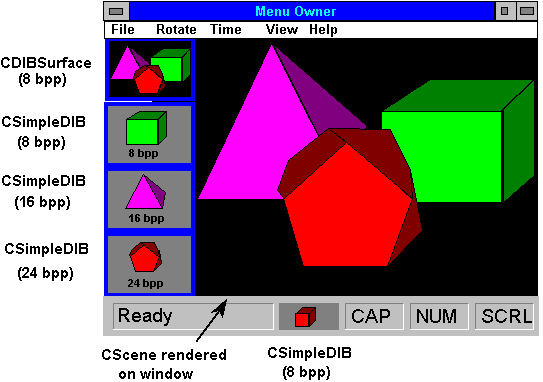 Menu Owner
File Rotate Time View Help
CDIBSurface
(8 bpp)
CSimpleDIB
(8 bpp)
8 bpp
CSimpleDIB
(16 bpp)
16 bpp
CSimpleDIB
(24 bpp)
24 bpp
Ready CAP NUM SCRL
CScene rendered
on window
CSimpleDIB
(8 bpp)